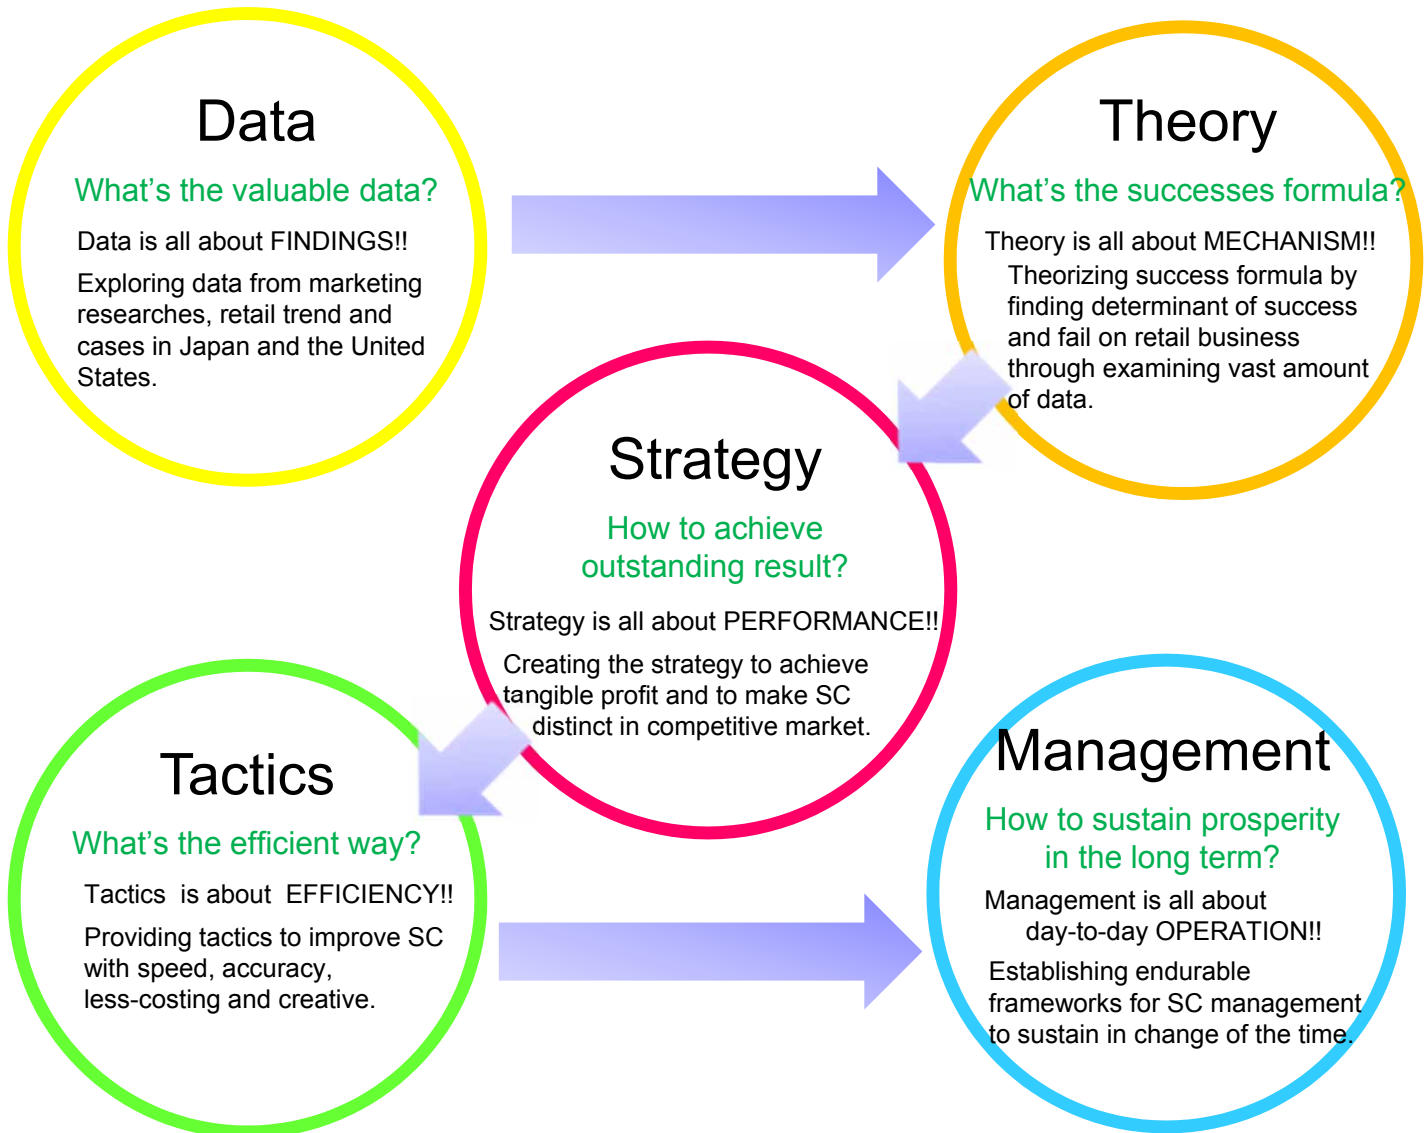 Data
What's the valuable data?
Data is all about FINDINGS!!
Exploring data from marketing
researches, retail trend and
cases in Japan and the United
States.
Theory
What's the successes formula?
Theory is all about MECHANISM!!
Theorizing success formula by
finding determinant of success
and fail on retail business
through examining vast amount
of data.
Strategy
How to achieve
outstanding result?
Strategy is all about PERFORMANCE!!
Creating the strategy to achieve
tangible profit and to make SC
distinct in competitive market.
Tactics
What's the efficient way?
Tactics  is about  EFFICIENCY!!
Providing tactics to improve SC
with speed, accuracy,
less-costing and creative.
Management
How to sustain prosperity
in the long term?
Management is all about
day-to-day OPERATION!!
Establishing endurable
frameworks for SC management
to sustain in change of the time.